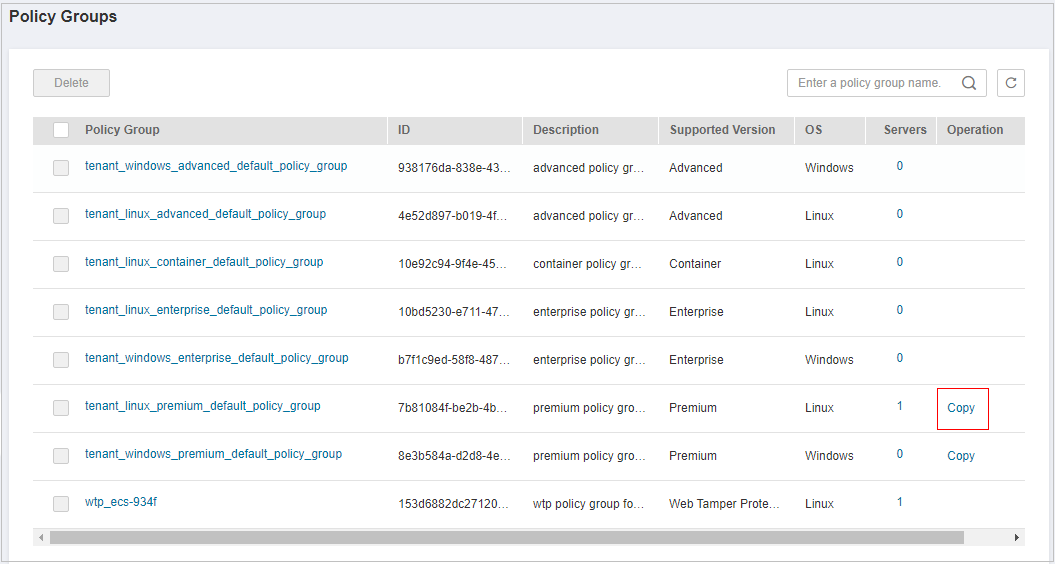 Policy Groups
Delete
Enter a policy group name.
Policy Group ID Description Supported Version OS Servers Operation
tenant_windows_advanced_default_policy_group 938176da-838e-43... advanced policy gr... Advanced Windows 0
tenant_linux_advanced_default_policy_group 4e52d897-b019-4f... advanced policy gr... Advanced Linux 0
tenant_linux_container_default_policy_group 10e92c94-9f4e-45... container policy gr... Container Linux 0
tenant_linux_enterprise_default_policy_group 10bd5230-e711-47... enterprise policy gr... Enterprise Linux 0
tenant_windows_enterprise_default_policy_group b7f1c9ed-58f8-487... enterprise policy gr... Enterprise Windows 0
tenant_linux_premium_default_policy_group 7b81084f-be2b-4b... premium policy gro... Premium Linux 1 Copy
tenant_windows_premium_default_policy_group 8e3b584a-d2d8-4e... premium policy gro... Premium Windows 0 Copy
wtp_ecs-934f 153d6882dc27120... wtp policy group fo... Web Tamper Prote... Linux 1